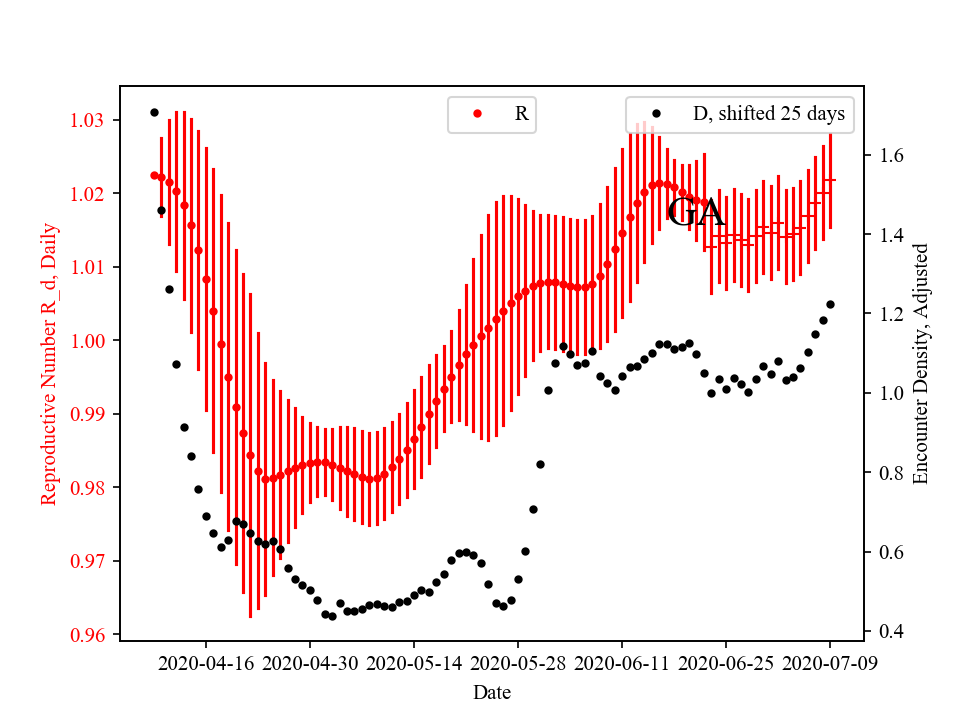 R
D, shifted 25 days
GA
Reproductive Number R_d, Daily
1.03
1.02
1.01
1.00
0.99
0.98
0.97
0.96
1.6
1.4
1.2
1.0
0.8
0.6
0.4
Encounter Density, Adjusted
2020-04-16 2020-04-30 2020-05-14 2020-05-28 2020-06-11 2020-06-25 2020-07-09
Date